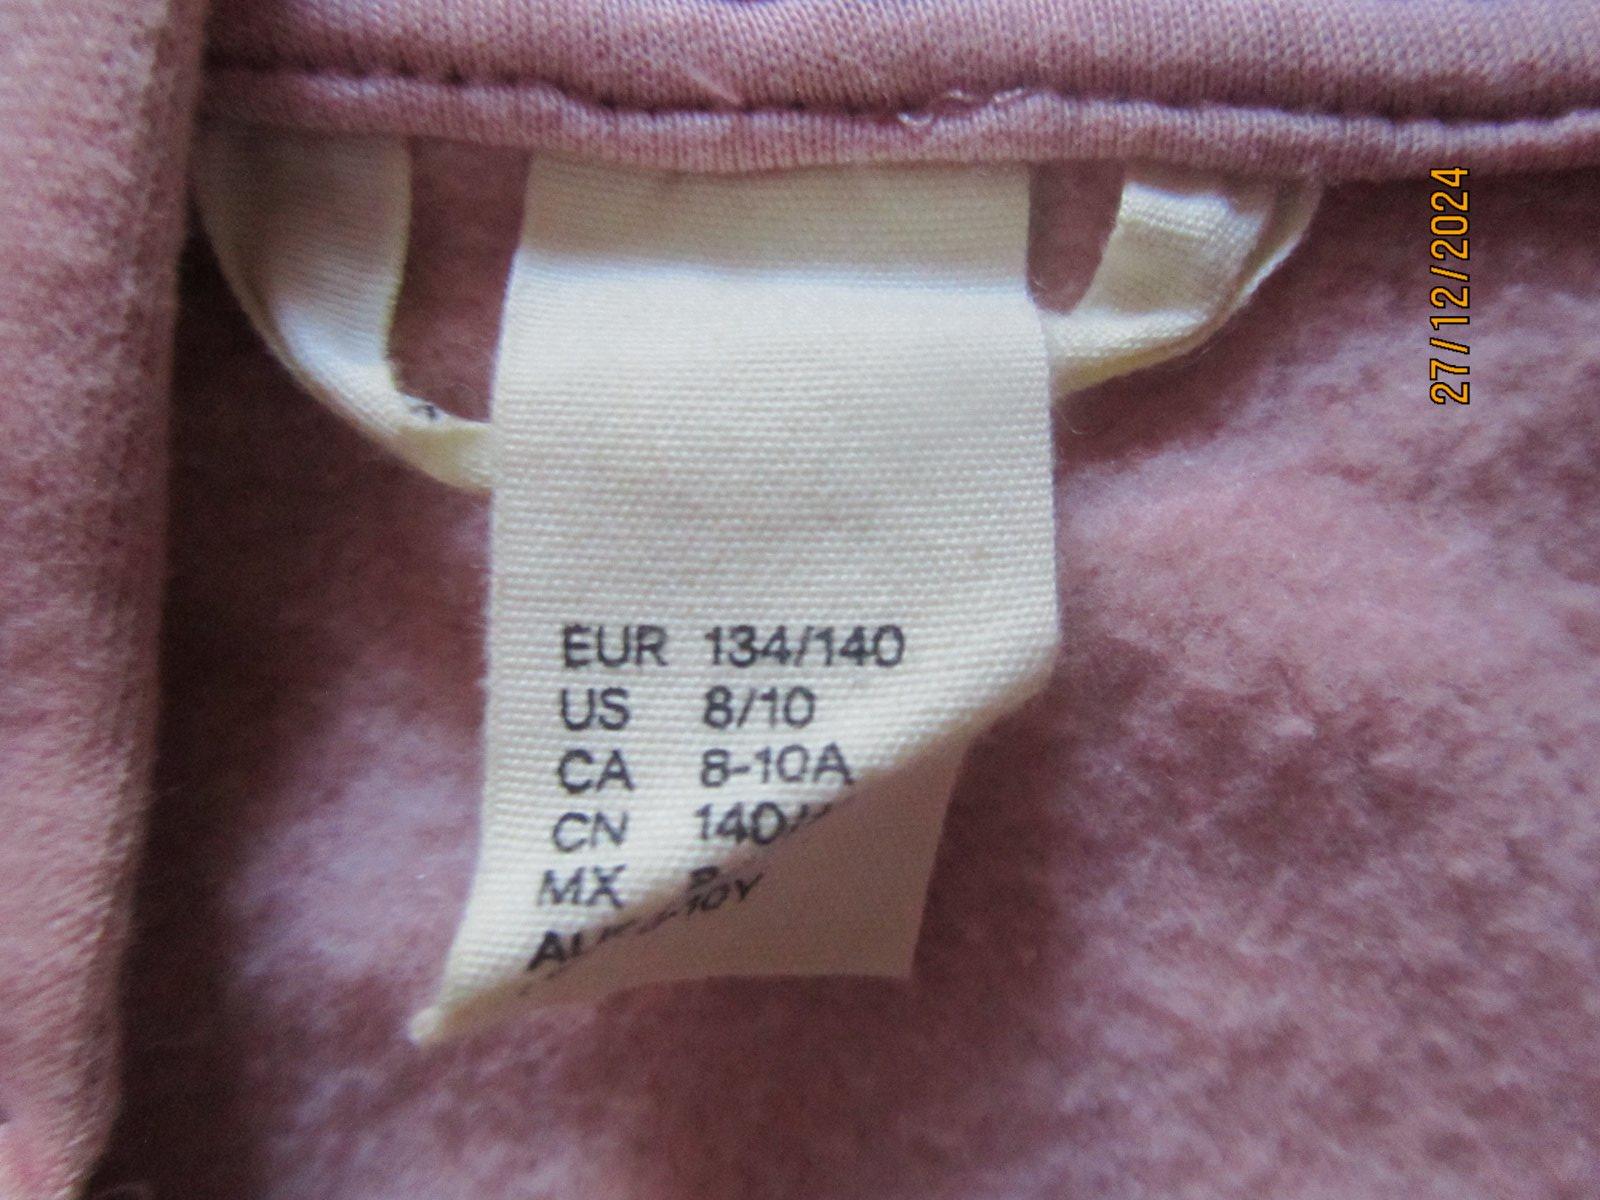 EUR 134/140
US 8/10
CA 8-10A
CN 140/
MX
27/12/2024